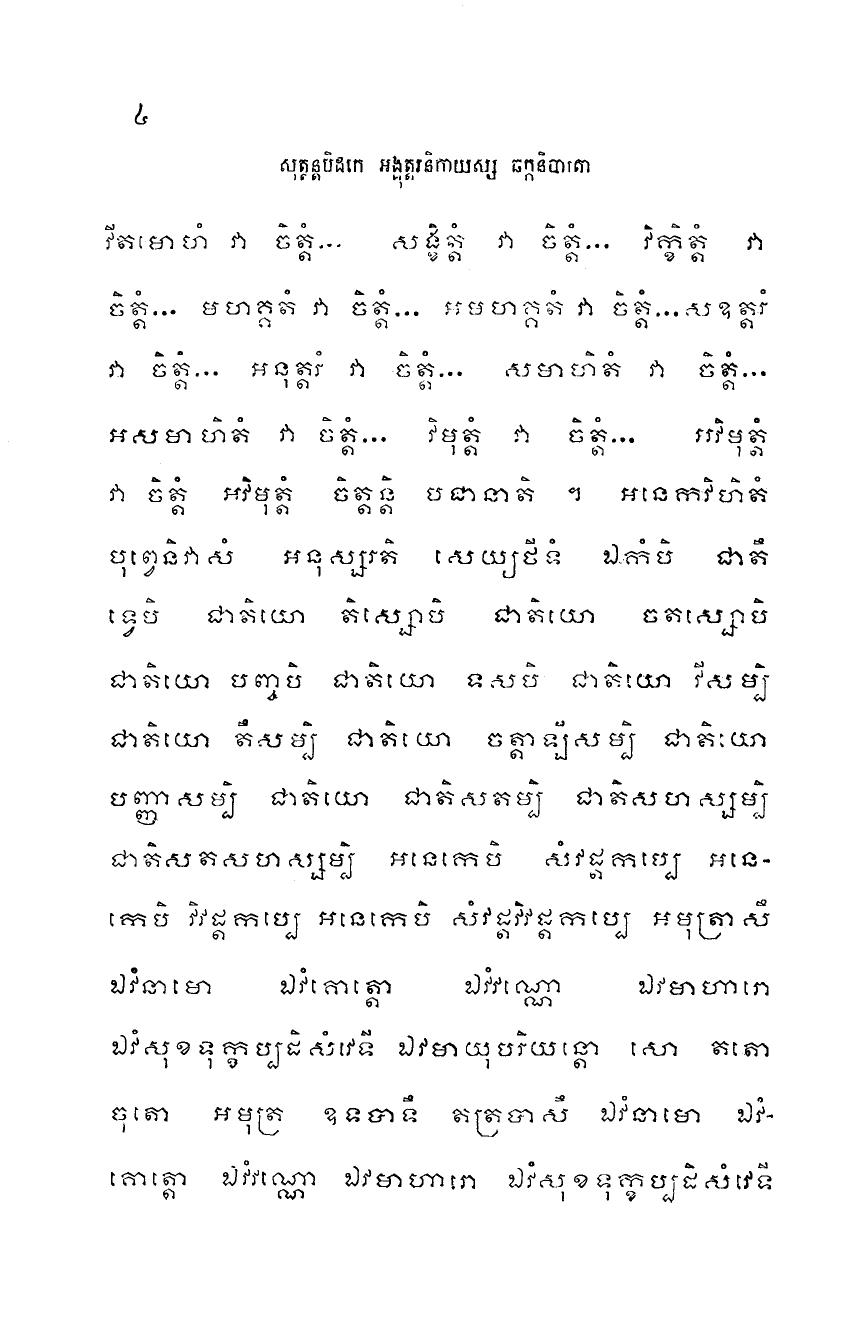 ៤
សុត្តន្តបិដកេ អង្គុត្តរនិកាយស្ស ឆក្កនិបាតោ
វីតមោហំ វា ចិត្តំ... សង្ខិត្តំ វា ចិត្តំ... វិក្ខិត្តំ វា
ចិត្តំ... មហគ្គតំ វា ចិត្តំ... អមហគ្គតំ វា ចិត្តំ...សឧត្តរំ
វា ចិត្តំ... អនុត្តរំ វា ចិត្តំ... សមាហិតំ វា ចិត្តំ...
អសមាហិតំ វា ចិត្តំ... វិមុត្តំ វា ចិត្តំ... អវិមុត្តំ
វា ចិត្តំ អវិមុត្តំ ចិត្តន្តិ បជានាតិ ។ អនេកវិហិតំ
បុព្វេនិវាសំ អនុស្សរតិ សេយ្យថីទំ ឯកំបិ ជាតឹ
ទ្វេបិ ជាតិយោ តិស្សោបិ ជាតិយោ ចតស្សោបិ
ជាតិយោ បញ្ចបិ ជាតិយោ ទសបិ ជាតិយោ វីសម្បិ
ជាតិយោ តឹសម្បិ ជាតិយោ ចត្តាឡីសម្បិ ជាតិយោ
បញ្ញាសម្បិ ជាតិយោ ជាតិសតម្បិ ជាតិសហស្សម្បិ
ជាតិសតសហស្សម្បិ អនេកេបិ សំវដ្តកប្បេ អនេ-
កេបិ វិវដ្តកប្បេ អនេកេបិ សំវដ្តវិវដ្តកប្បេ អមុត្រាសឹ
ឯវំនាមោ ឯវំគោត្តោ ឯវំវណ្ណោ ឯវមាហារោ
ឯវំសុខទុក្ខប្បដិសំវេទី ឯវមាយុបរិយន្តោ សោ តតោ
ចុតោ អមុត្រ ឧទបាទឹ តត្របាសឹ ឯវំនាមោ ឯវំ-
គោត្តោ ឯវំវណ្ណោ ឯវមាហារោ ឯវំសុខទុក្ខប្បដិសំវេទី